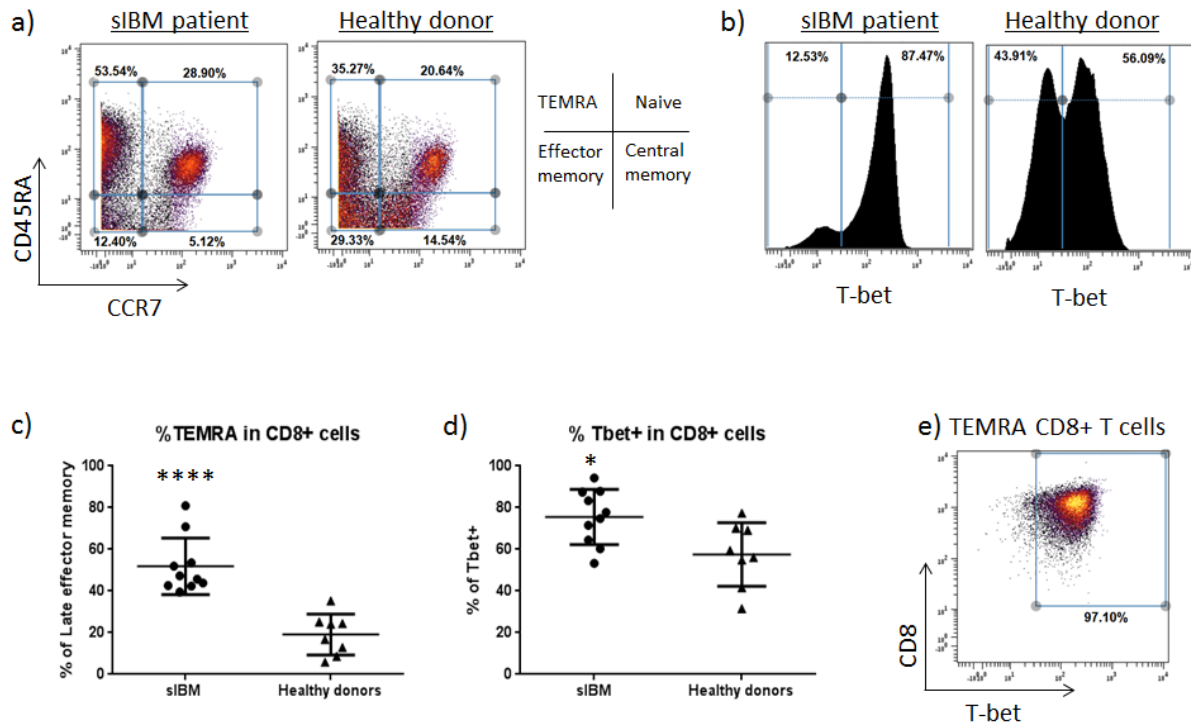 a)
sIBM patient
Healthy donor
53.54%
28.90%
12.40%
5.12%
35.27%
20.64%
29.33%
14.54%
CD45RA
CCR7
TEMRA
Naive
Effector
memory
Central
memory
b)
sIBM patient
Healthy donor
12.53%
87.47%
43.91%
56.09%
T-bet
T-bet
c)
%TEMRA in CD8+ cells
****
% of Late effector memory
100
80
60
40
20
0
sIBM
Healthy donors
d)
% Tbet+ in CD8+ cells
*
% of Tbet+
100
80
60
40
20
0
sIBM
Healthy donors
e) TEMRA CD8+ T cells
97.10%
CD8
T-bet